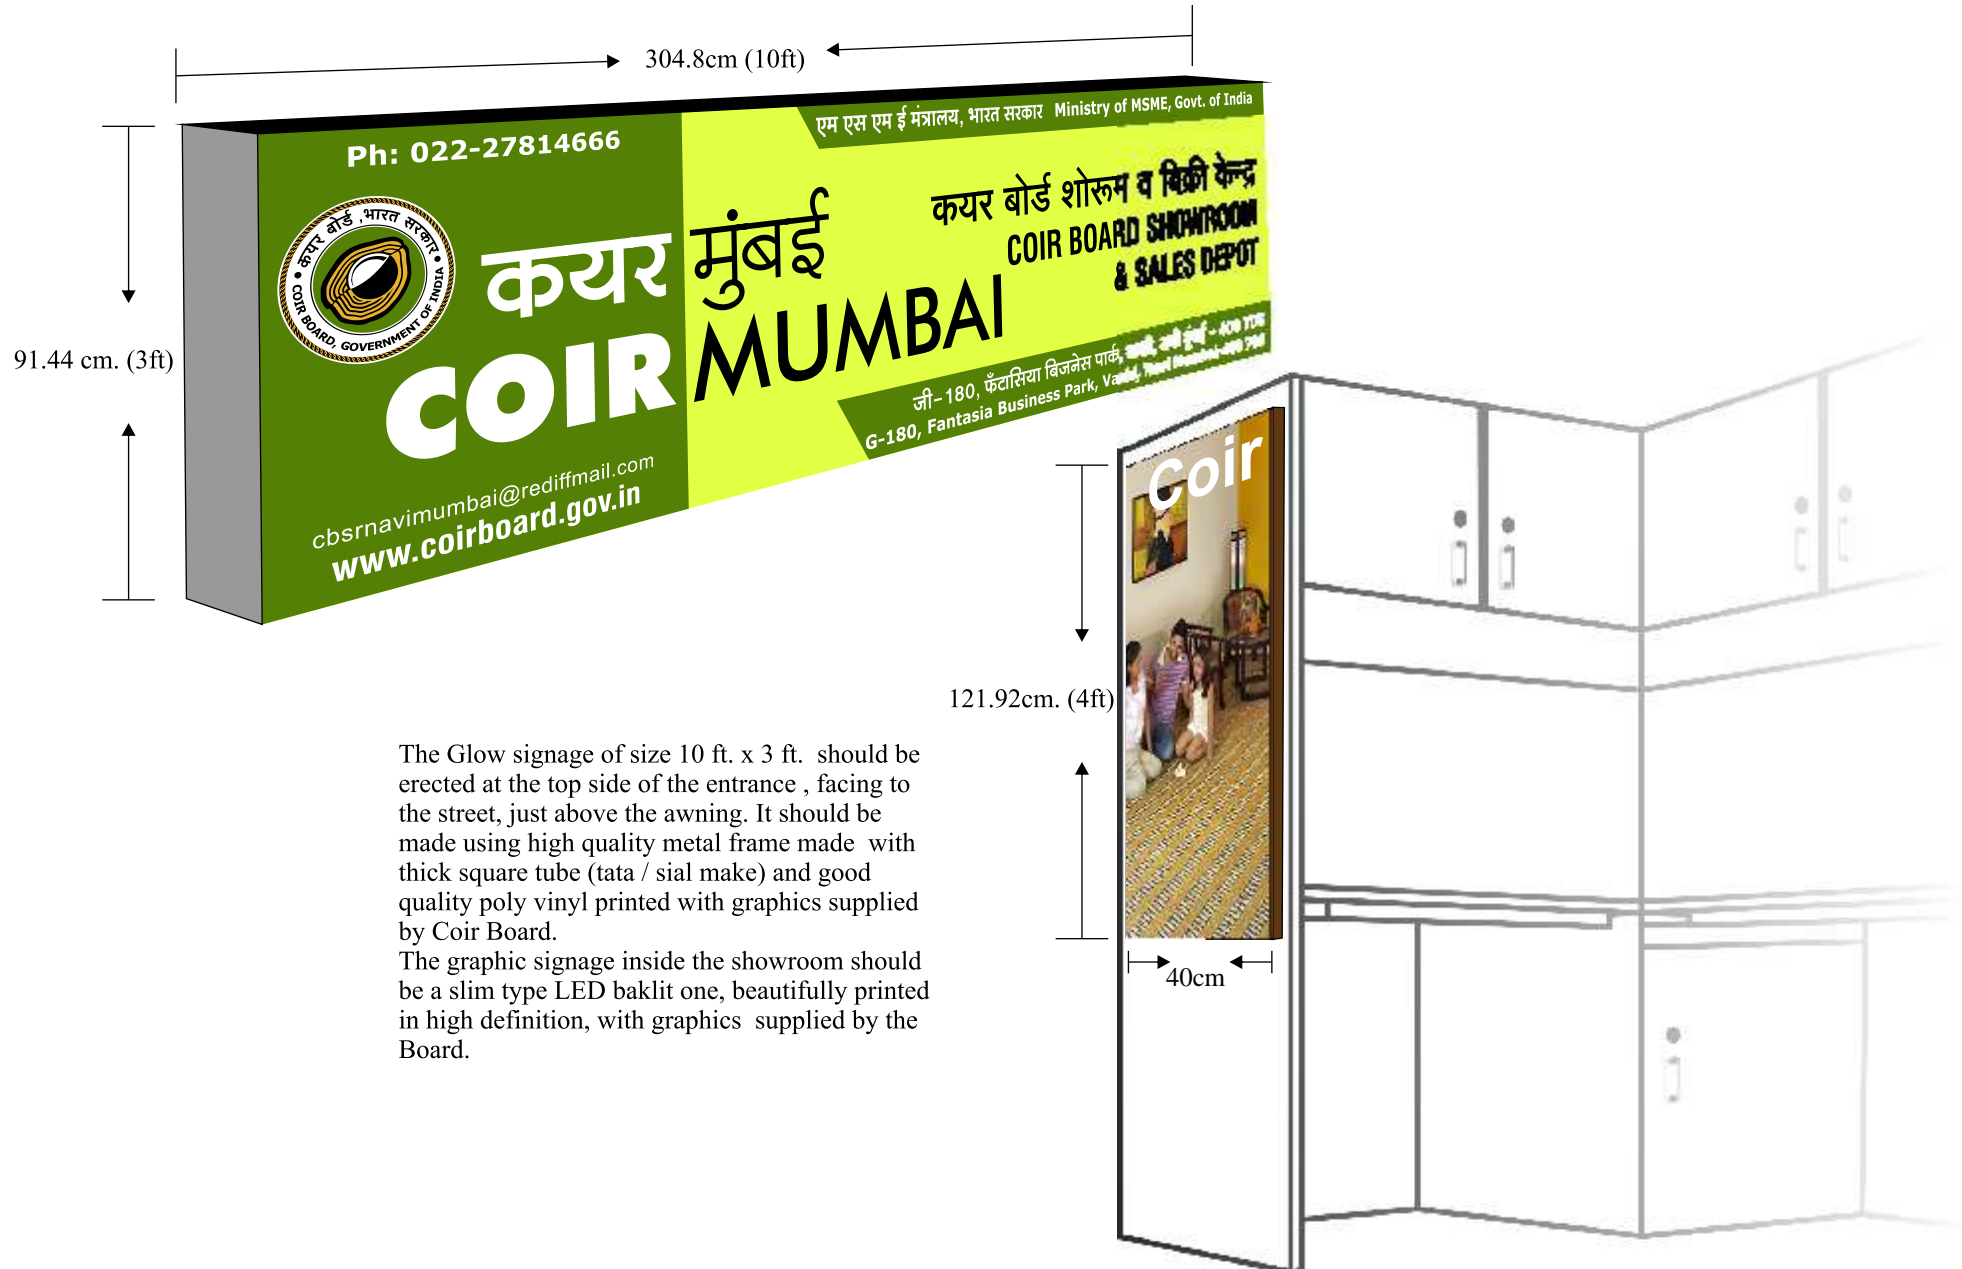 304.8cm (10ft)
91.44 cm. (3ft)
Ph: 022-27814666
एम एस एम ई मंत्रालय, भारत सरकार Ministry of MSME, Govt. of India
कयर बोर्ड ,भारत सरकार
COIR BOARD, GOVERNMENT OF INDIA
कयर मुंबई
COIR MUMBAI
कयर बोर्ड शोरूम व बिक्री केन्द्र
COIR BOARD SHOWROOM
& SALES DEPOT
जी-180, फँटासिया बिजनेस पार्क,
G-180, Fantasia Business Park,
cbsrnavimumbai@rediffmail.com
www.coirboard.gov.in
Coir
121.92cm. (4ft)
40cm
The Glow signage of size 10 ft. x 3 ft. should be
erected at the top side of the entrance , facing to
the street, just above the awning. It should be
made using high quality metal frame made with
thick square tube (tata / sial make) and good
quality poly vinyl printed with graphics supplied
by Coir Board.
The graphic signage inside the showroom should
be a slim type LED baklit one, beautifully printed
in high definition, with graphics supplied by the
Board.